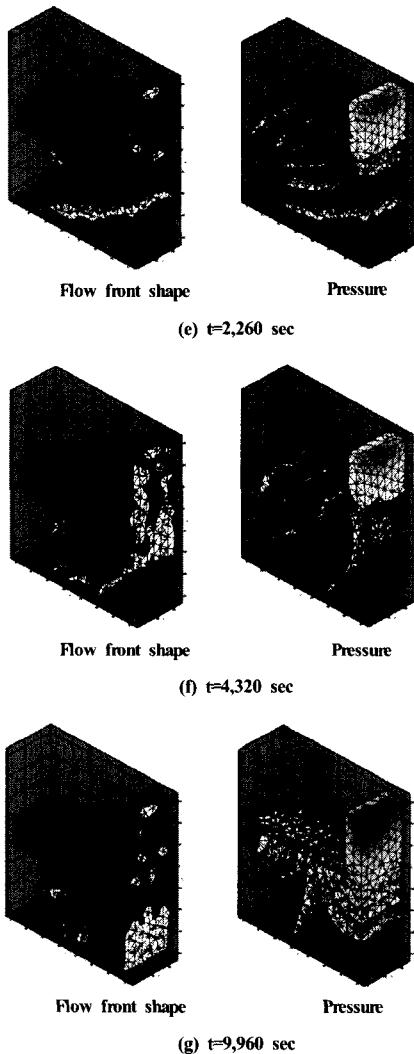 Flow front shape Pressure
(e) t=2,260 sec
Flow front shape Pressure
(f) t=4,320 sec
Flow front shape Pressure
(g) t=9,960 sec